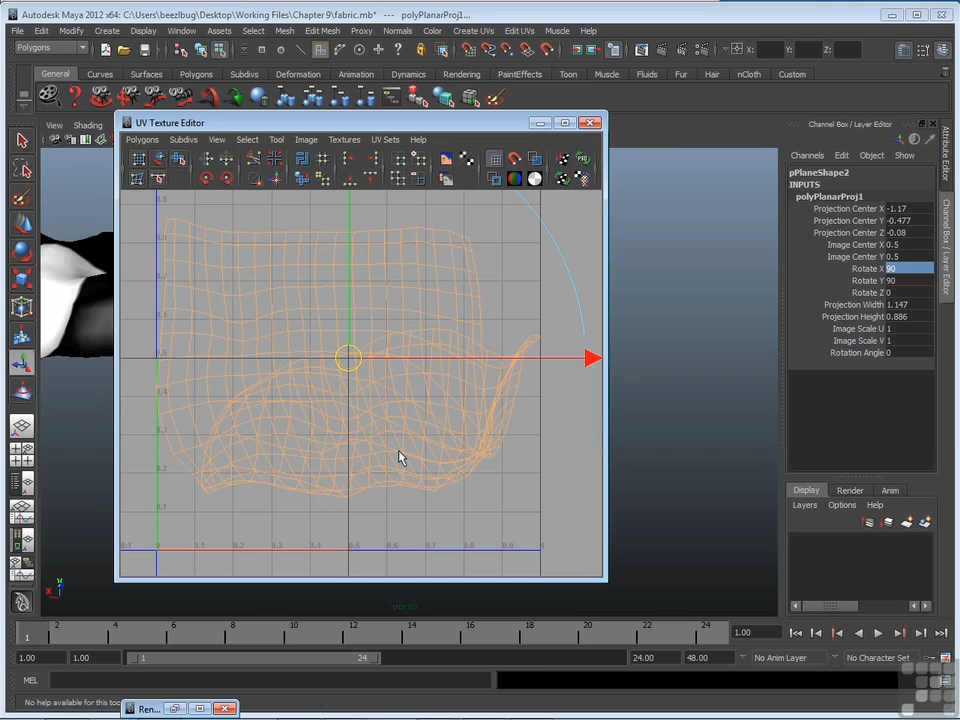 Autodesk Maya 2012 x64: C:\Users\beezlbug\Desktop\Working Files\Chapter 9\fabric.mb* --- polyPlanarProj1...
File Edit Modify Create Display Window Assets Select Mesh Edit Mesh Proxy Normals Color Create UVs Edit UVs Muscle Help
Polygons X: Y: Z:
General Curves Surfaces Polygons Subdivs Deformation Animation Dynamics Rendering PaintEffects Toon Muscle Fluids Fur Hair nCloth Custom
View Shading
UV Texture Editor
Polygons Subdivs View Select Tool Image Textures UV Sets Help
Channel Box / Layer Editor
Channels Edit Object Show
pPlaneShape2
INPUTS
polyPlanarProj1
Projection Center X -1.17
Projection Center Y -0.477
Projection Center Z -0.08
Image Center X 0.5
Image Center Y 0.5
Rotate X 90
Rotate Y 90
Rotate Z 0
Projection Width 1.147
Projection Height 0.886
Image Scale U 1
Image Scale V 1
Rotation Angle 0
Attribute Editor
Channel Box / Layer Editor
Display Render Anim
Layers Options Help
persp
1 2 4 6 8 10 12 14 16 18 20 22 24 1.00
1.00 1.00 1 24 24.00 48.00 No Anim Layer No Character Set
MEL
No help available for this too
Ren...